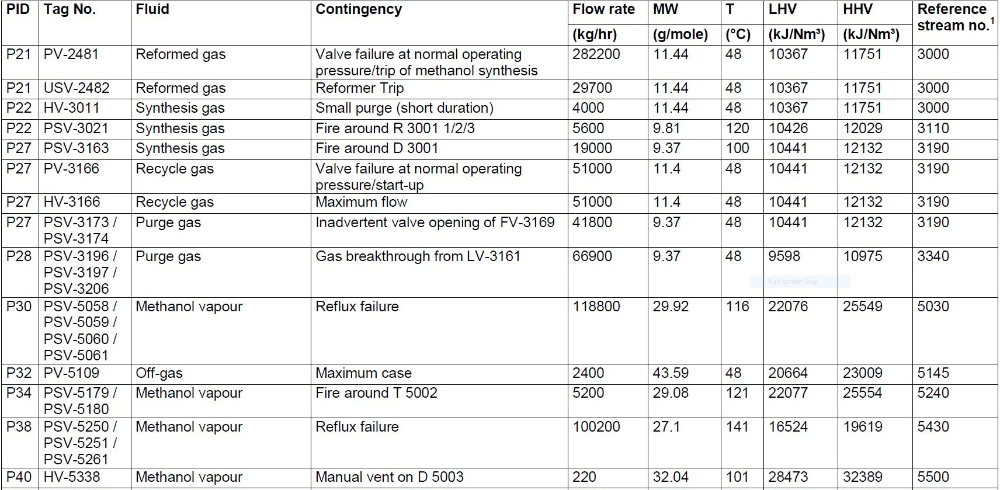 PID Tag No. Fluid Contingency Flow rate MW T LHV HHV Reference
stream no.1
(kg/hr) (g/mole) (°C) (kJ/Nm³) (kJ/Nm³)
P21 PV-2481 Reformed gas Valve failure at normal operating 282200 11.44 48 10367 11751 3000
pressure/trip of methanol synthesis
P21 USV-2482 Reformed gas Reformer Trip 29700 11.44 48 10367 11751 3000
P22 HV-3011 Synthesis gas Small purge (short duration) 4000 11.44 48 10367 11751 3000
P22 PSV-3021 Synthesis gas Fire around R 3001 1/2/3 5600 9.81 120 10426 12029 3110
P27 PSV-3163 Synthesis gas Fire around D 3001 19000 9.37 100 10441 12132 3190
P27 PV-3166 Recycle gas Valve failure at normal operating 51000 11.4 48 10441 12132 3190
pressure/start-up
P27 HV-3166 Recycle gas Maximum flow 51000 11.4 48 10441 12132 3190
P27 PSV-3173 / Purge gas Inadvertent valve opening of FV-3169 41800 9.37 48 10441 12132 3190
PSV-3174
P28 PSV-3196 / Purge gas Gas breakthrough from LV-3161 66900 9.37 48 9598 10975 3340
PSV-3197 /
Full-screen Snip
PSV-3206
P30 PSV-5058 / Methanol vapour Reflux failure 118800 29.92 116 22076 25549 5030
PSV-5059 /
PSV-5060 /
PSV-5061
P32 PV-5109 Off-gas Maximum case 2400 43.59 48 20664 23009 5145
P34 PSV-5179 / Methanol vapour Fire around T 5002 5200 29.08 121 22077 25554 5240
PSV-5180
P38 PSV-5250 / Methanol vapour Reflux failure 100200 27.1 141 16524 19619 5430
PSV-5251 /
PSV-5261
P40 HV-5338 Methanol vapour Manual vent on D 5003 220 32.04 101 28473 32389 5500